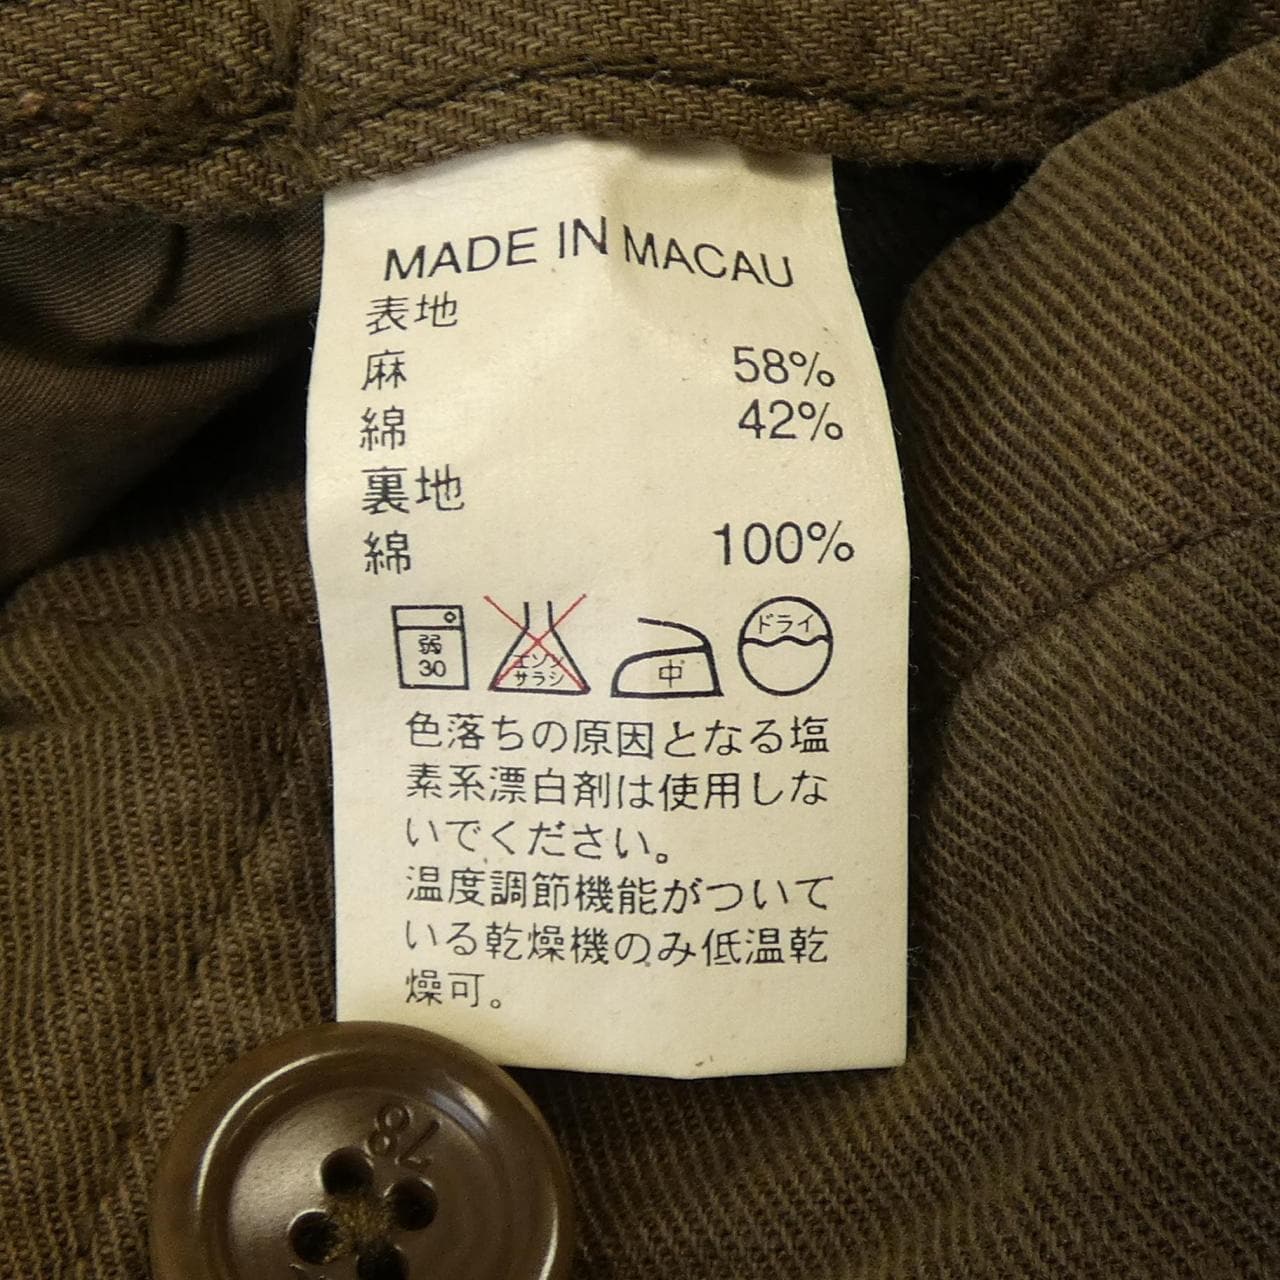 MADE IN MACAU
表地
麻 58%
綿 42%
裏地
綿 100%
弱
30
エンソ
サラシ
中
ドライ
色落ちの原因となる塩
素系漂白剤は使用しな
いでください。
温度調節機能がついて
いる乾燥機のみ低温乾
燥可。
78